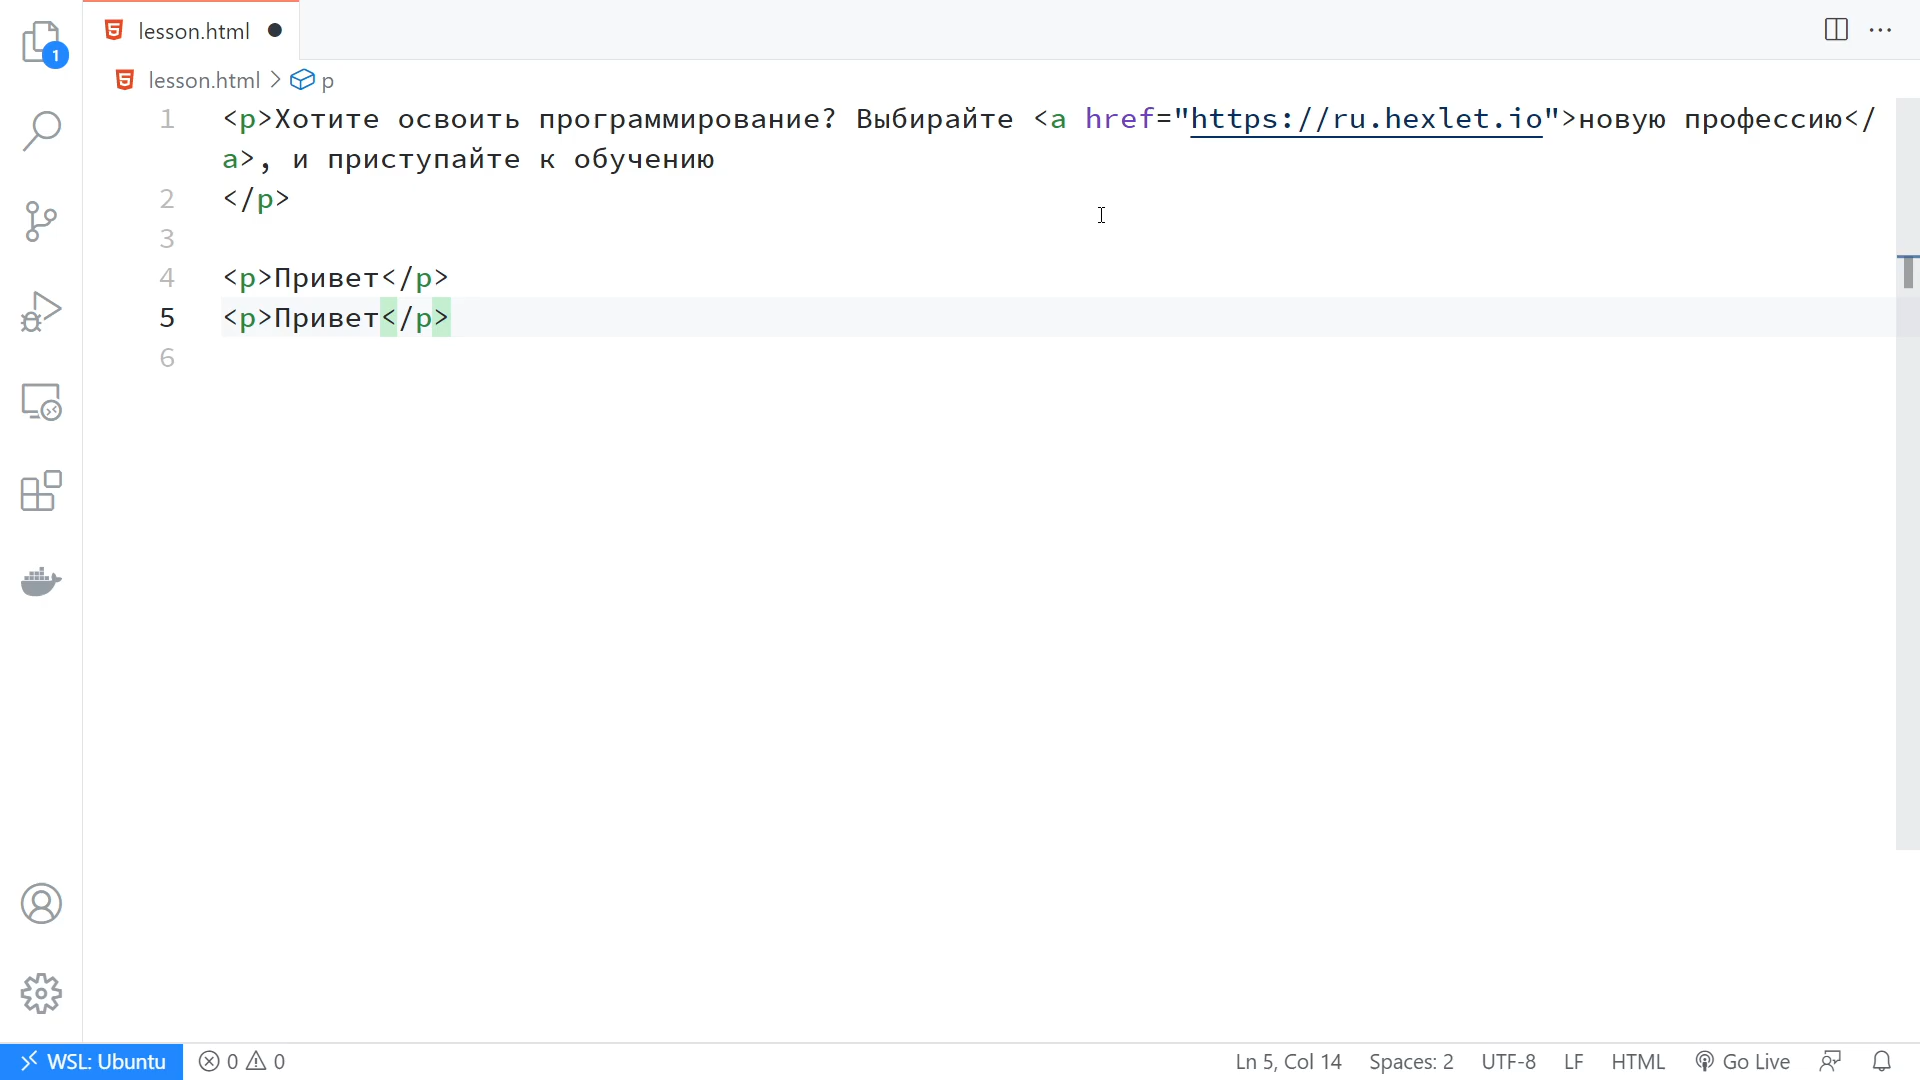 lesson.html
1
lesson.html > p
1 <p>Хотите освоить программирование? Выбирайте <a href="https://ru.hexlet.io">новую профессию</
a>, и приступайте к обучению
2 </p>
3
4 <p>Привет</p>
5 <p>Привет</p>
6
WSL: Ubuntu 0 0 Ln 5, Col 14 Spaces: 2 UTF-8 LF HTML Go Live